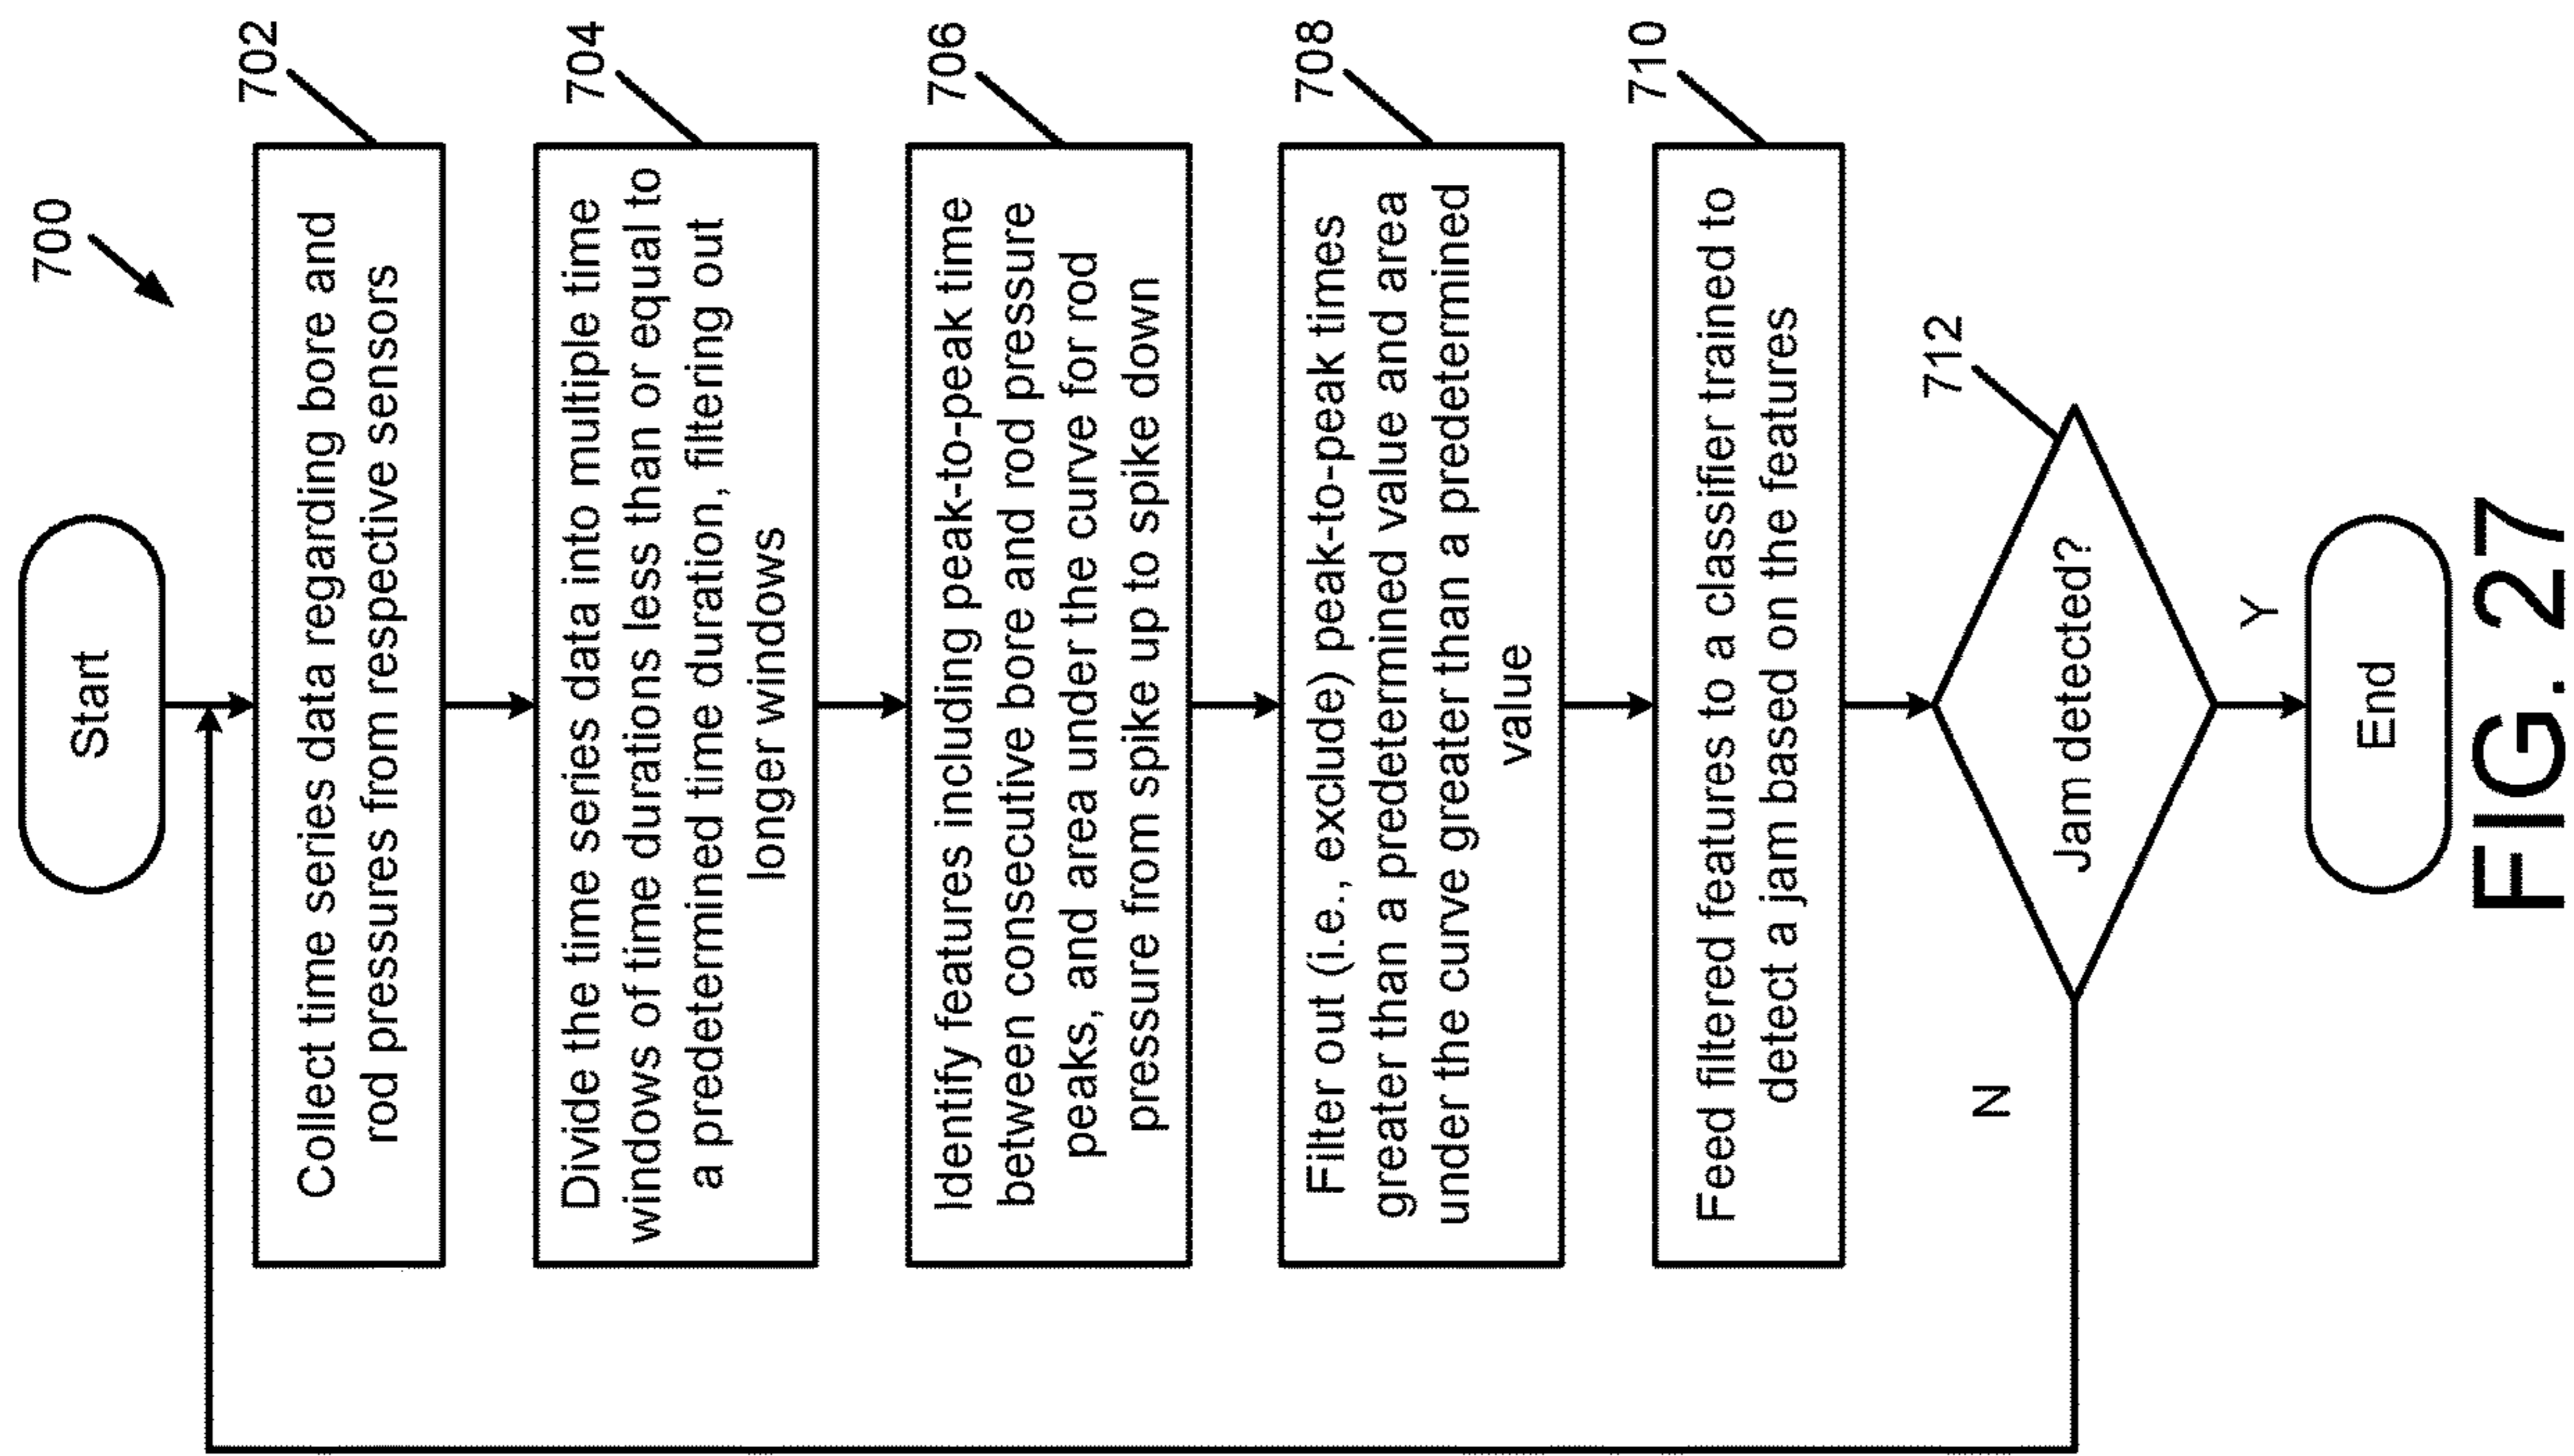 700
Start
702
Collect time series data regarding bore and
rod pressures from respective sensors
704
Divide the time series data into multiple time
windows of time durations less than or equal to
a predetermined time duration, filtering out
longer windows
706
Identify features including peak-to-peak time
between consecutive bore and rod pressure
peaks, and area under the curve for rod
pressure from spike up to spike down
708
Filter out (i.e., exclude) peak-to-peak times
greater than a predetermined value and area
under the curve greater than a predetermined
value
710
Feed filtered features to a classifier trained to
detect a jam based on the features
712
Jam detected?
N
Y
End
FIG. 27